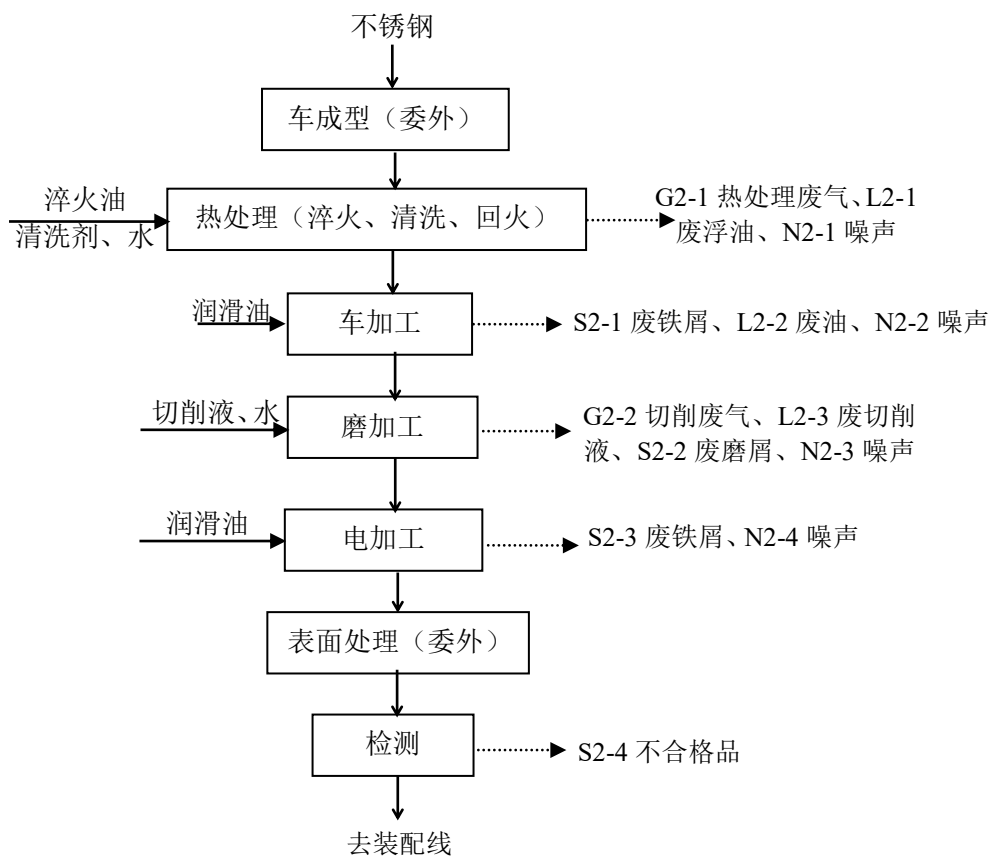 不锈钢
车成型（委外）
淬火油
清洗剂、水
热处理（淬火、清洗、回火）
G2-1 热处理废气、L2-1
废浮油、N2-1 噪声
润滑油
车加工
S2-1 废铁屑、L2-2 废油、N2-2 噪声
切削液、水
磨加工
G2-2 切削废气、L2-3 废切削
液、S2-2 废磨屑、N2-3 噪声
润滑油
电加工
S2-3 废铁屑、N2-4 噪声
表面处理（委外）
检测
S2-4 不合格品
去装配线